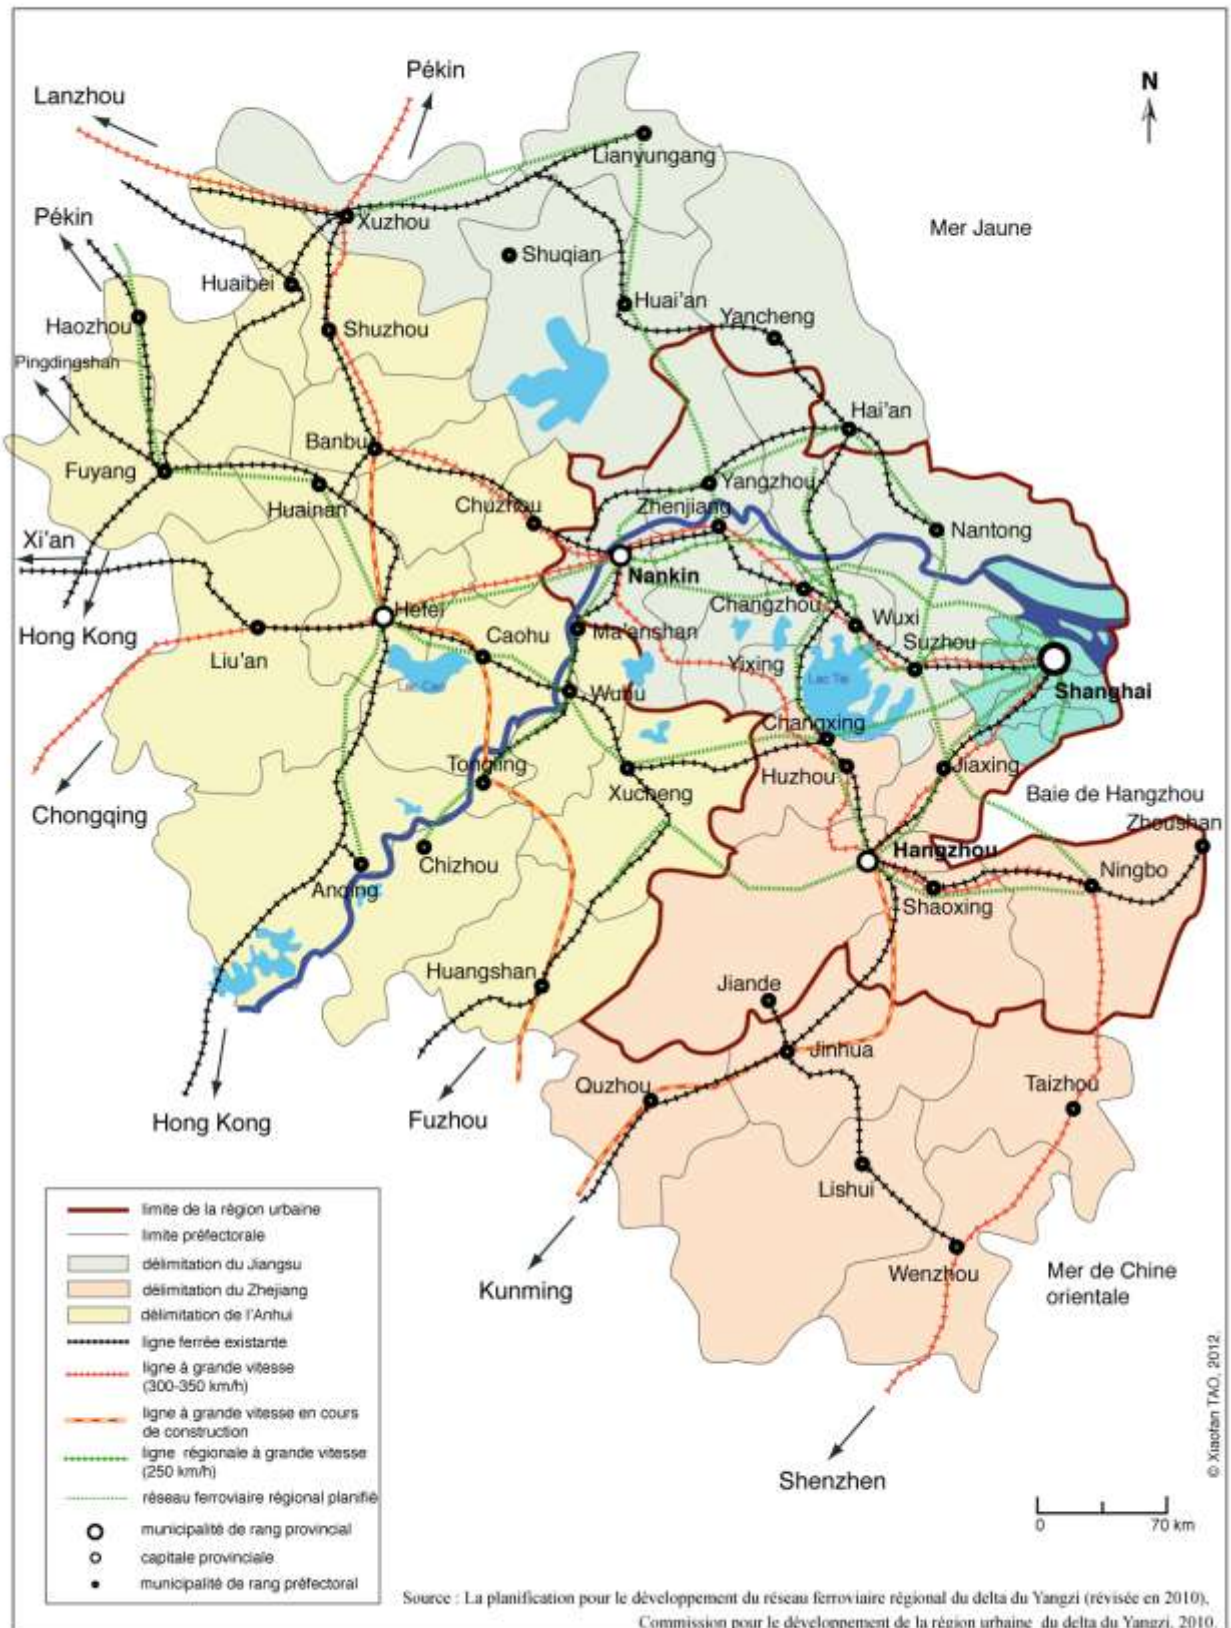 Pékin
Lanzhou
N
Lianyungang
Pékin
Xuzhou
Mer Jaune
Shuqian
Huaibei
Huai'an
Haozhou
Shuzhou
Yancheng
Pingdingshan
Hai'an
Banbu
Fuyang
Huainan
Chuzhou
Yangzhou
Zhenjiang
Nantong
Xi'an
Nankin
Changzhou
Hefei
Hong Kong
Caohu
Ma'anshan
Wuxi
Suzhou
Liu'an
Yixing
Lac Tai
Lac Cao
Wuhu
Shanghai
Changxing
Tongling
Xucheng
Huzhou
Jiaxing
Chongqing
Baie de Hangzhou
Zhoushan
Hangzhou
Chizhou
Anqing
Ningbo
Shaoxing
Huangshan
Jiande
Jinhua
Quzhou
Taizhou
Hong Kong
Fuzhou
Lishui
Kunming
Wenzhou
Mer de Chine
orientale
Shenzhen
limite de la région urbaine
limite préfectorale
délimitation du Jiangsu
délimitation du Zhejiang
délimitation de l'Anhui
ligne ferrée existante
ligne à grande vitesse
(300-350 km/h)
ligne à grande vitesse en cours
de construction
ligne régionale à grande vitesse
(250 km/h)
réseau ferroviaire régional planifié
municipalité de rang provincial
capitale provinciale
municipalité de rang préfectoral
0 70 km
© Xiaofan TAO, 2012
Source : La planification pour le développement du réseau ferroviaire régional du delta du Yangzi (révisée en 2010),
Commission pour le développement de la région urbaine du delta du Yangzi, 2010.